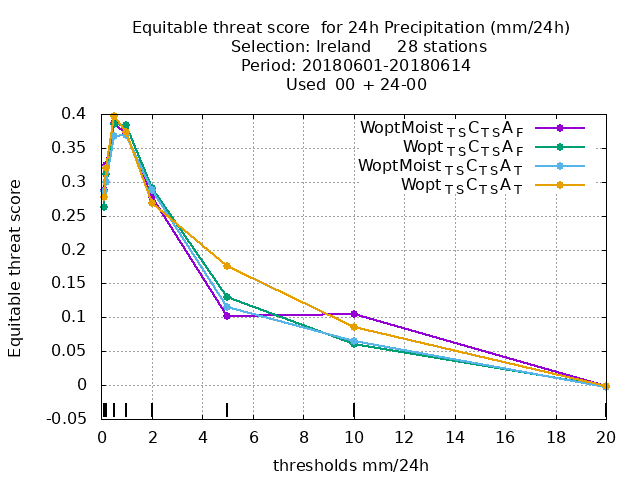 Equitable threat score for 24h Precipitation (mm/24h)
Selection: Ireland 28 stations
Period: 20180601-20180614
Used 00 + 24-00
WoptMoist TS C TS A F
Wopt TS C TS A F
WoptMoist TS C TS A T
Wopt TS C TS A T
Equitable threat score
0.4
0.35
0.3
0.25
0.2
0.15
0.1
0.05
0
-0.05
0 2 4 6 8 10 12 14 16 18 20
thresholds mm/24h